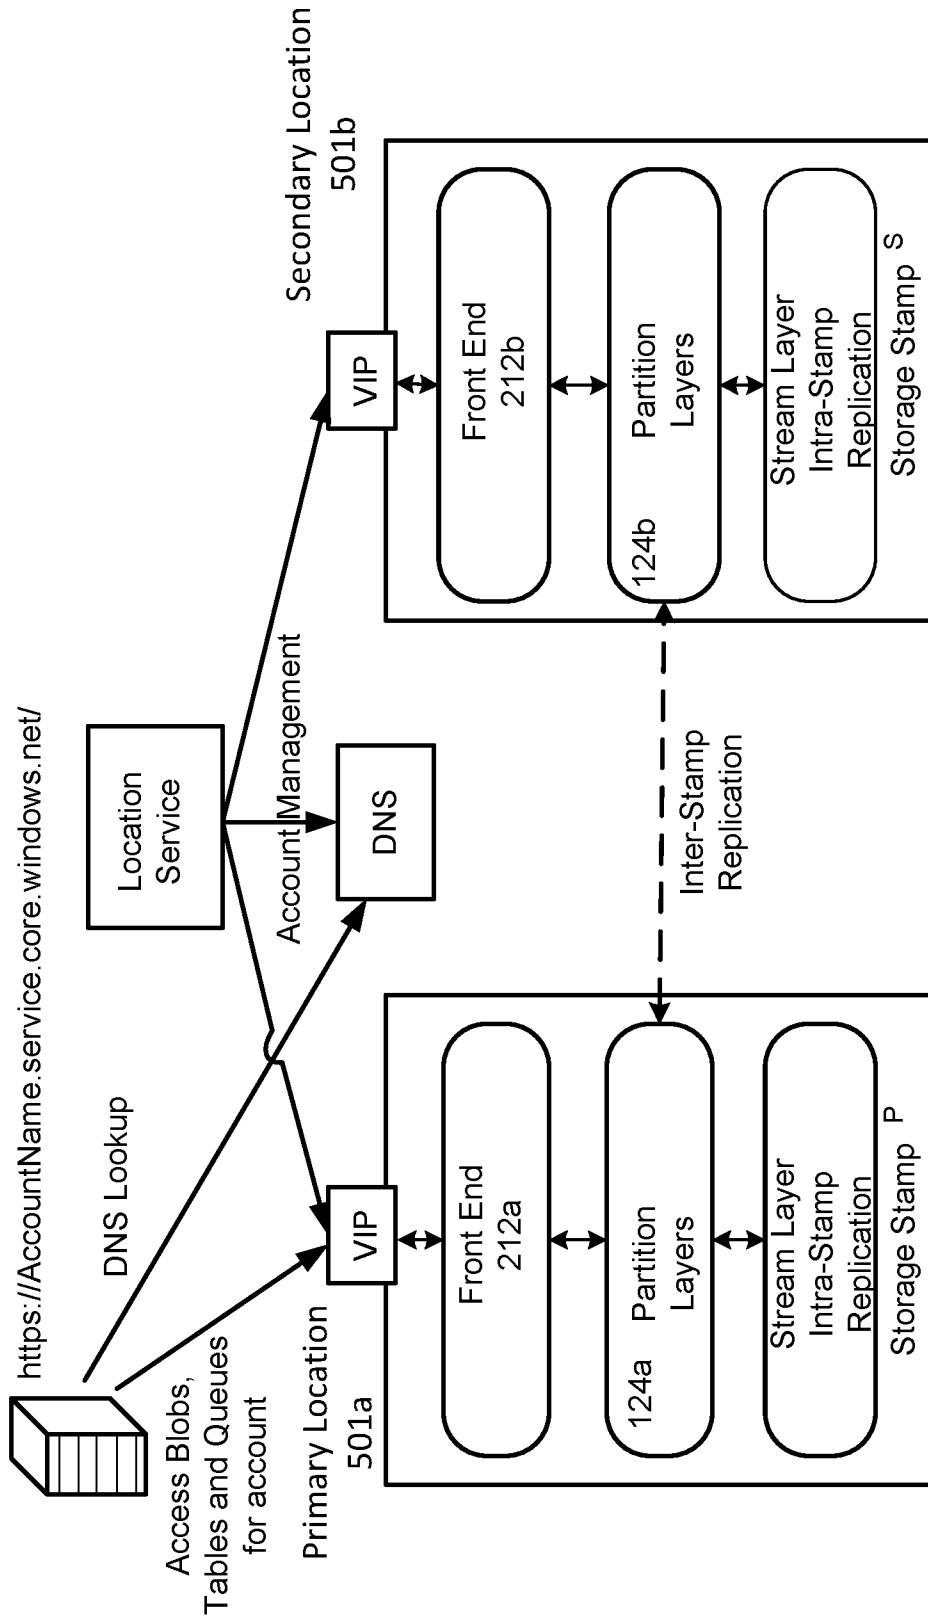 https://AccountName.service.core.windows.net/
DNS Lookup
Access Blobs,
Tables and Queues
for account
Location
Service
Account Management
DNS
Primary Location
501a
VIP
Front End
212a
124a
Partition
Layers
Stream Layer
Intra-Stamp
Replication
Storage Stamp P
Inter-Stamp
Replication
Secondary Location
501b
VIP
Front End
212b
124b
Partition
Layers
Stream Layer
Intra-Stamp
Replication
Storage Stamp S